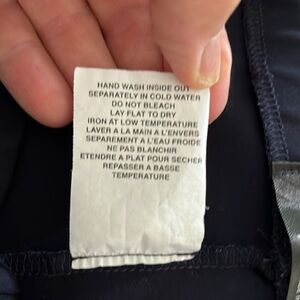 HAND WASH INSIDE OUT
SEPARATELY IN COLD WATER
DO NOT BLEACH
LAY FLAT TO DRY
IRON AT LOW TEMPERATURE
LAVER A LA MAIN A L'ENVERS
SEPAREMENT A L'EAU FROIDE
NE PAS BLANCHIR
ETENDRE A PLAT POUR SECHER
REPASSER A BASSE
TEMPERATURE